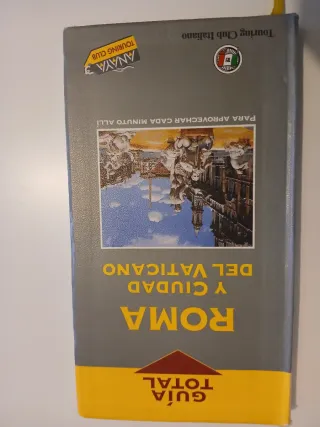 GUÍA
TOTAL
ROMA
Y CIUDAD
DEL VATICANO
PARA APROVECHAR CADA MINUTO ALLÍ
ANAYA
TOURING CLUB
Touring Club Italiano